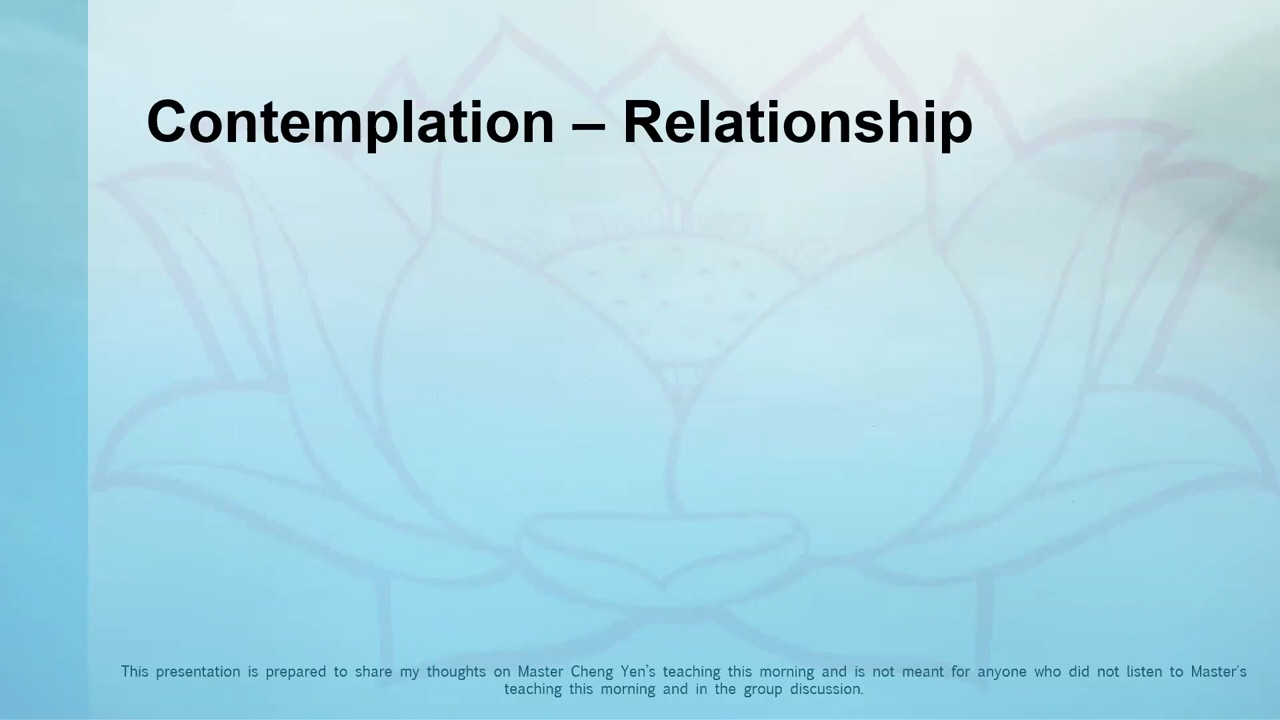 Contemplation – Relationship
This presentation is prepared to share my thoughts on Master Cheng Yen's teaching this morning and is not meant for anyone who did not listen to Master's
teaching this morning and in the group discussion.